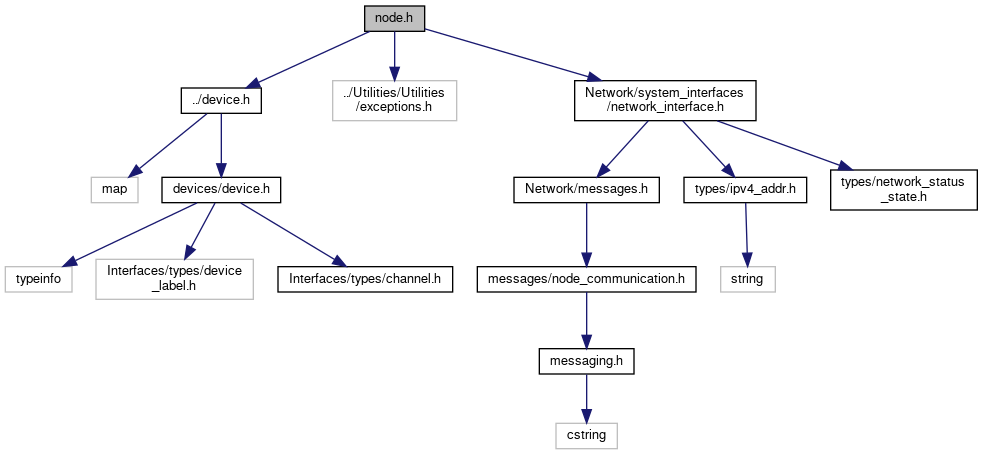 node.h
../device.h
../Utilities/Utilities
/exceptions.h
Network/system_interfaces
/network_interface.h
map
devices/device.h
Network/messages.h
types/ipv4_addr.h
types/network_status
_state.h
typeinfo
Interfaces/types/device
_label.h
Interfaces/types/channel.h
messages/node_communication.h
string
messaging.h
cstring